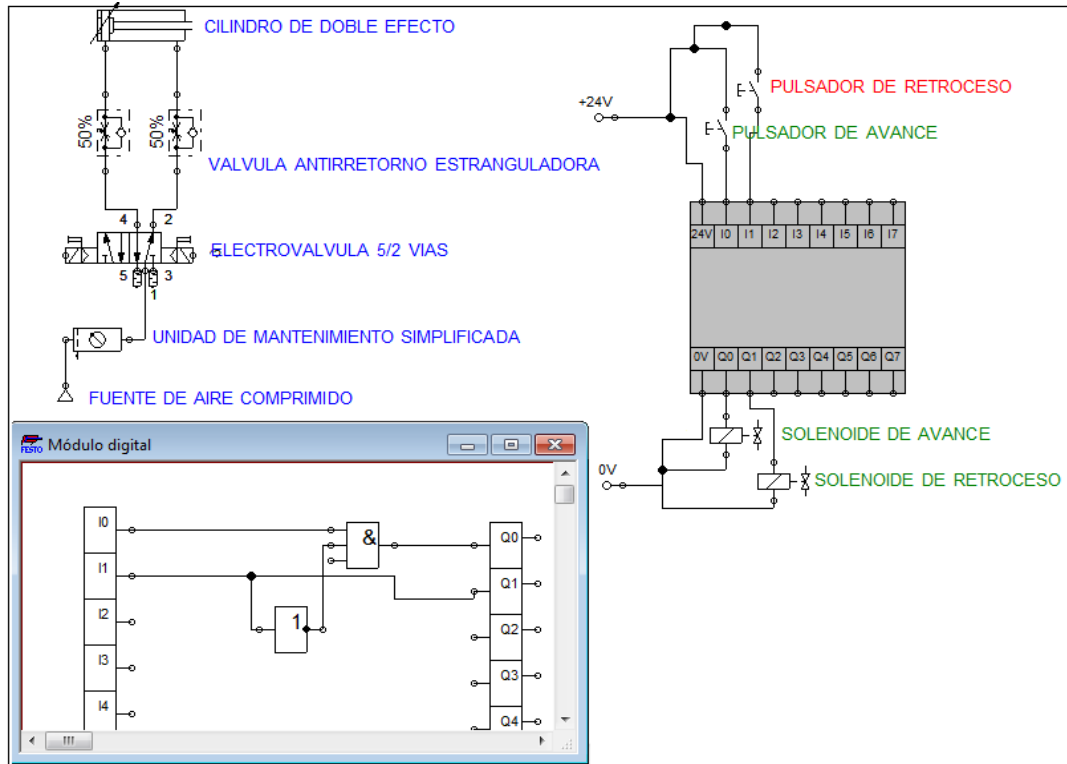 CILINDRO DE DOBLE EFECTO
50%
50%
VALVULA ANTIRRETORNO ESTRANGULADORA
4 2
ELECTROVALVULA 5/2 VIAS
5 3
1
UNIDAD DE MANTENIMIENTO SIMPLIFICADA
FUENTE DE AIRE COMPRIMIDO
PULSADOR DE RETROCESO
+24V
PULSADOR DE AVANCE
24V I0 I1 I2 I3 I4 I5 I6 I7
0V Q0 Q1 Q2 Q3 Q4 Q5 Q6 Q7
SOLENOIDE DE AVANCE
0V
SOLENOIDE DE RETROCESO
FESTO
Módulo digital
I0 & Q0
I1 Q1
I2 1 Q2
I3 Q3
I4 Q4